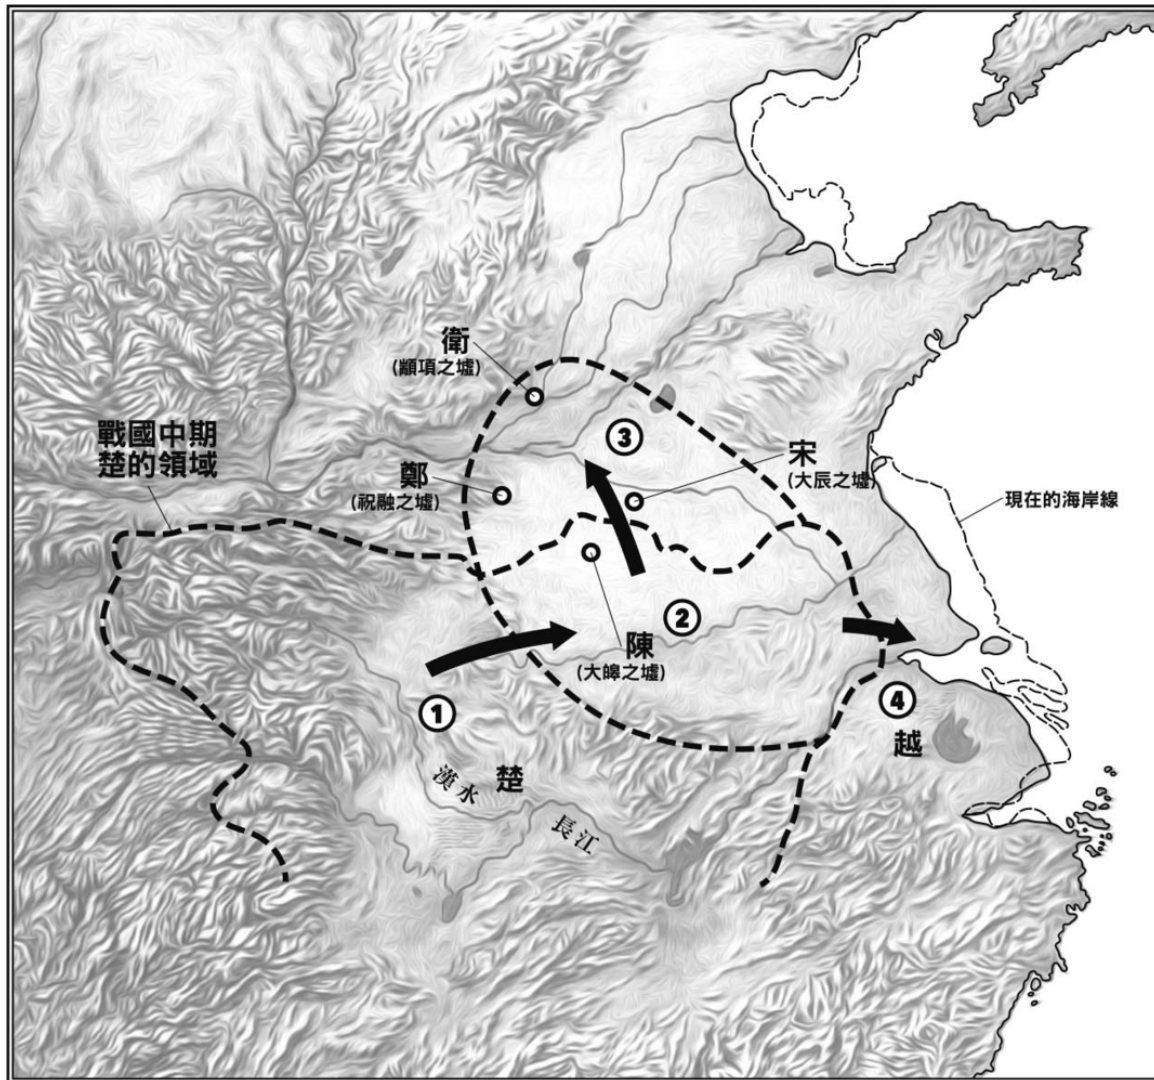 衛
(顓頊之墟)
③
戰國中期
楚的領域
宋
(大辰之墟)
鄭
(祝融之墟)
現在的海岸線
②
陳
(大皞之墟)
①
④
越
楚
漢水
長江